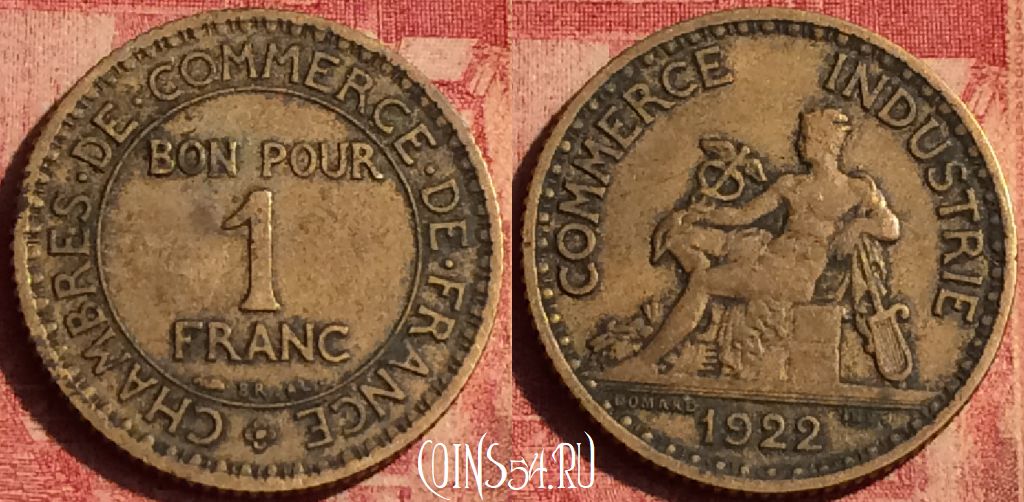 CHAMBRES·DE·COMMERCE·DE·FRANCE
BON POUR
1
FRANC
COMMERCE INDUSTRIE
DOMARD
1922
COINS54.RU